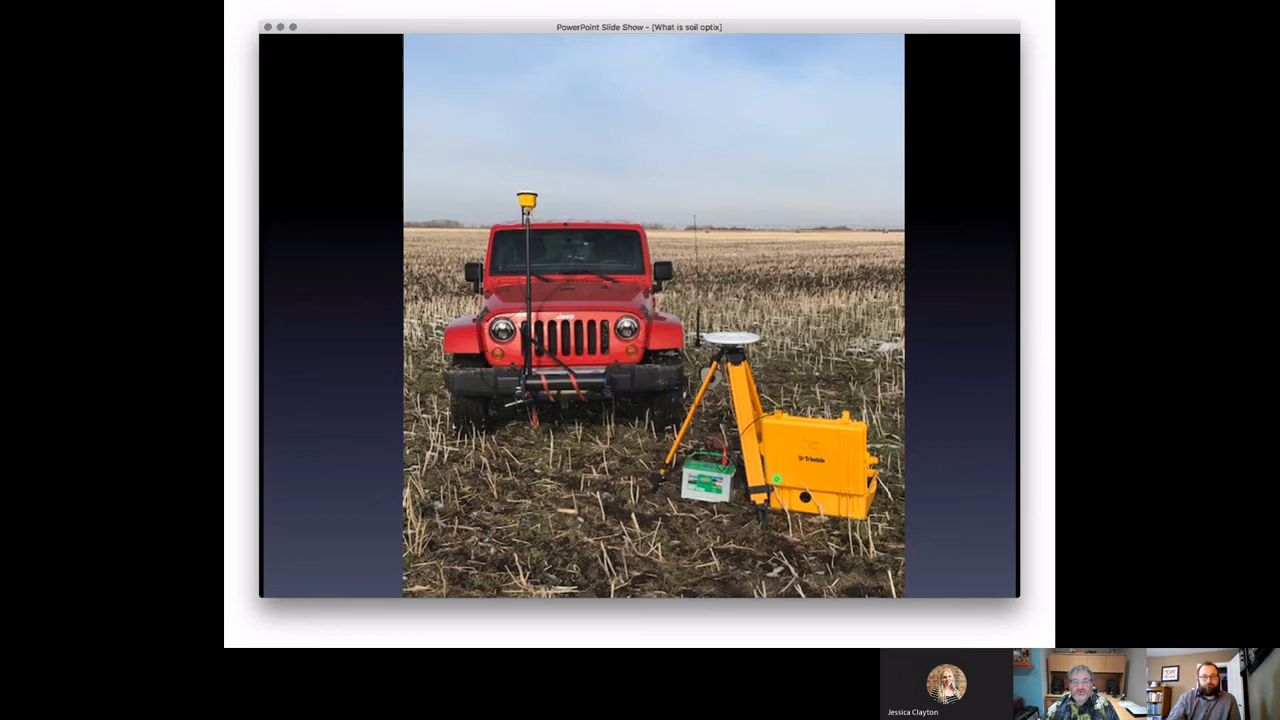 PowerPoint Slide Show - [What is soil optix]
Jeep
Trimble
Jessica Clayton